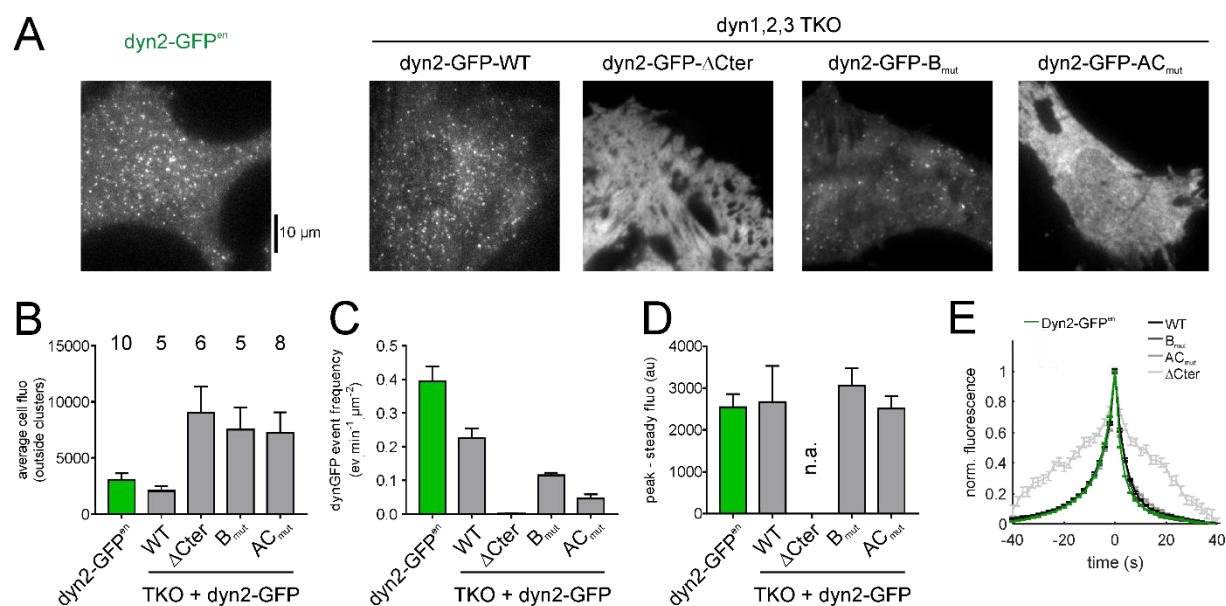 A
dyn2-GFPen
dyn1,2,3 TKO
dyn2-GFP-WT
dyn2-GFP-ΔCter
dyn2-GFP-Bmut
dyn2-GFP-ACmut
10 μm
B
average cell fluo
(outside clusters)
15000
10000
5000
0
10
5
6
5
8
dyn2-GFPen
WT
ΔCter
Bmut
ACmut
TKO + dyn2-GFP
C
dynGFP event frequency
(ev min-1 μm-2)
0.5
0.4
0.3
0.2
0.1
0.0
dyn2-GFPen
WT
ΔCter
Bmut
ACmut
TKO + dyn2-GFP
D
peak - steady fluo (au)
4000
3000
2000
1000
0
n.a.
dyn2-GFPen
WT
ΔCter
Bmut
ACmut
TKO + dyn2-GFP
E
Dyn2-GFPen
WT
Bmut
ACmut
ΔCter
norm. fluorescence
1
0.8
0.6
0.4
0.2
0
-40
-20
0
20
40
time (s)